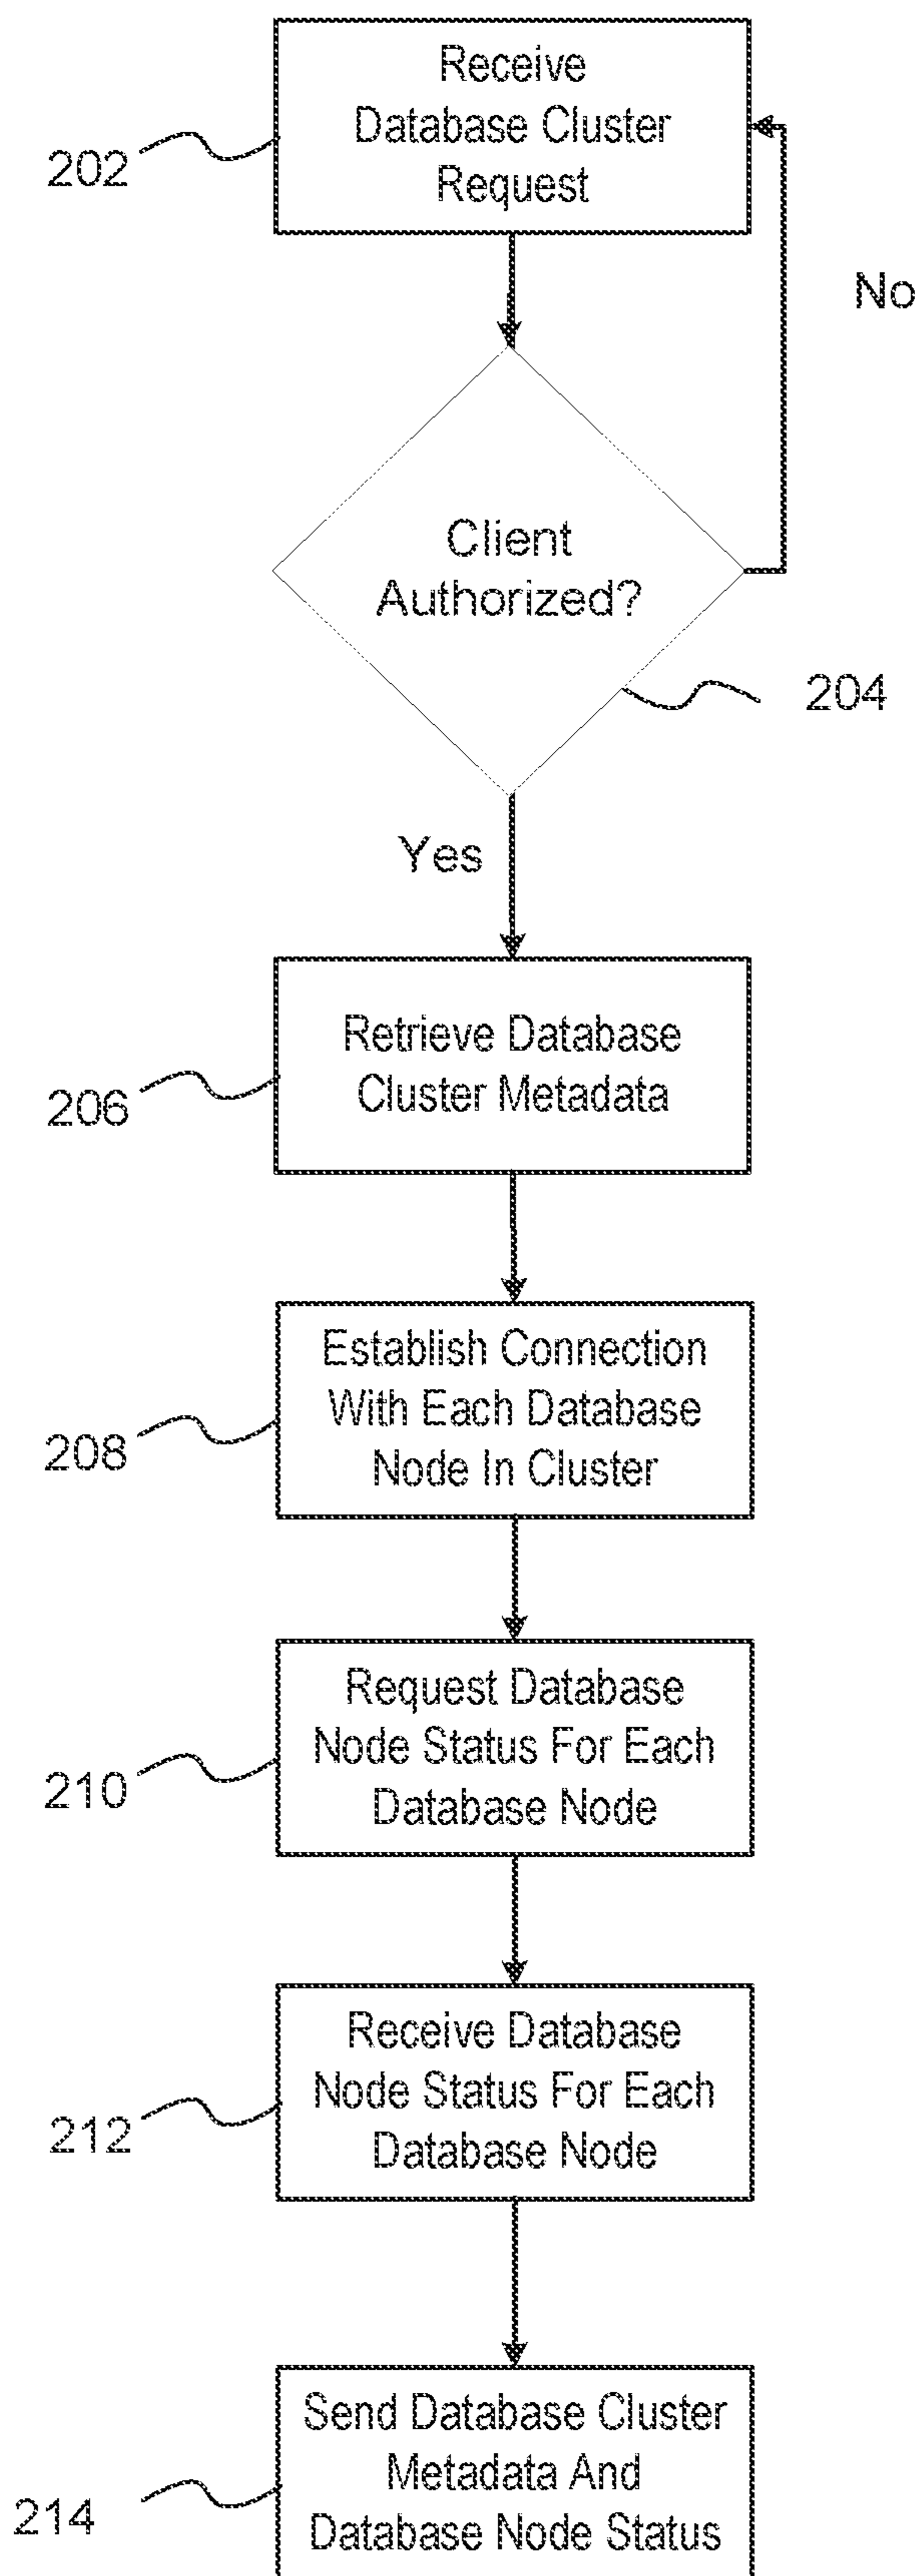 Receive
Database Cluster
Request
202
No
Client
Authorized?
204
Yes
Retrieve Database
Cluster Metadata
206
Establish Connection
With Each Database
Node In Cluster
208
Request Database
Node Status For Each
Database Node
210
Receive Database
Node Status For Each
Database Node
212
Send Database Cluster
Metadata And
Database Node Status
214